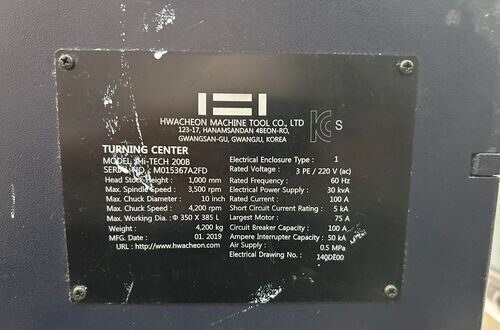 HWACHEON MACHINE TOOL CO., LTD
123-17, HANAMSANDAN 4BEON-RO,
GWANGSAN-GU, GWANGJU, KOREA
KC S
TURNING CENTER
MODEL : Hi-TECH 200B
SERIAL NO. : M015367A2FD
Head Stock Height : 1,000 mm
Max. Spindle Speed : 3,500 rpm
Max. Chuck Diameter : 10 inch
Max. Chuck Speed : 4,200 rpm
Max. Working Dia. : Φ 350 X 385 L
Weight : 4,200 kg
MFG. Date : 01. 2019
URL : http://www.hwacheon.com
Electrical Enclosure Type : 1
Rated Voltage : 3 PE / 220 V (ac)
Rated Frequency : 60 Hz
Electrical Power Supply : 30 kVA
Rated Current : 100 A
Short Circuit Current Rating : 5 kA
Largest Motor : 75 A
Circuit Breaker Capacity : 100 A
Ampere Interrupter Capacity : 50 kA
Air Supply : 0.5 MPa
Electrical Drawing No. : 140DE00